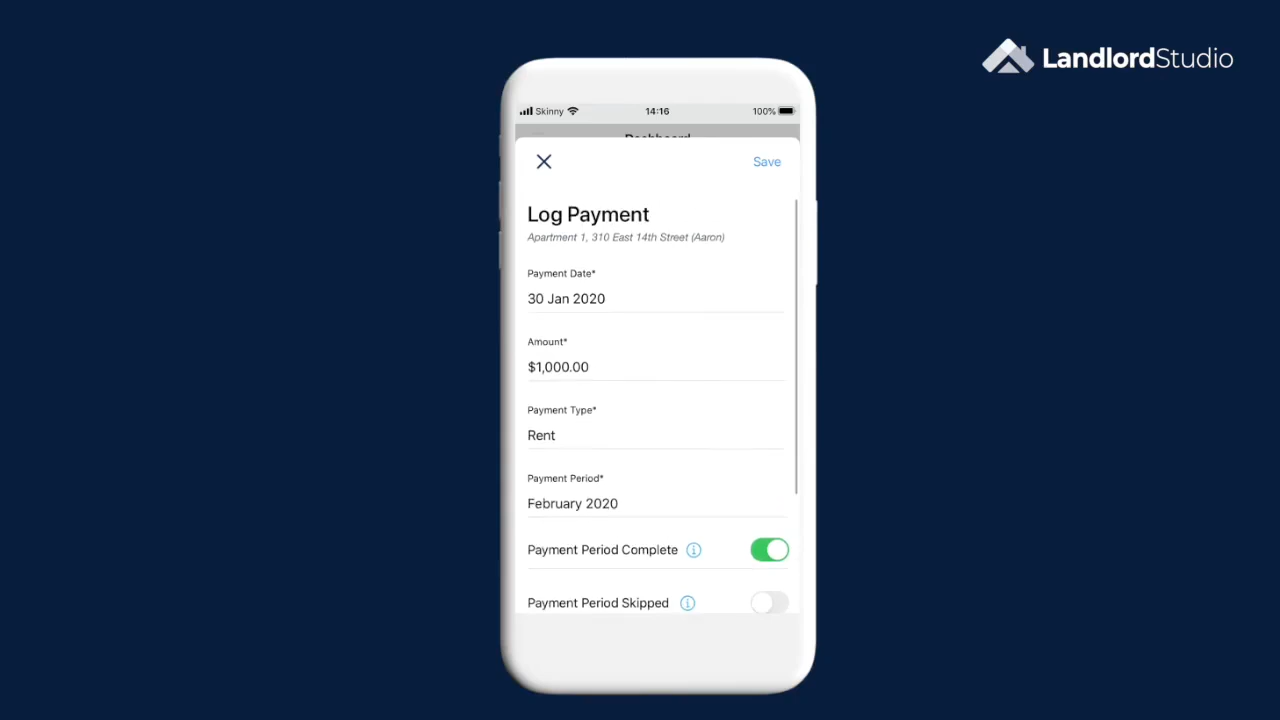 LandlordStudio
Skinny 14:16 100%
Dashboard
Save
Log Payment
Apartment 1, 310 East 14th Street (Aaron)
Payment Date*
30 Jan 2020
Amount*
$1,000.00
Payment Type*
Rent
Payment Period*
February 2020
Payment Period Complete
Payment Period Skipped